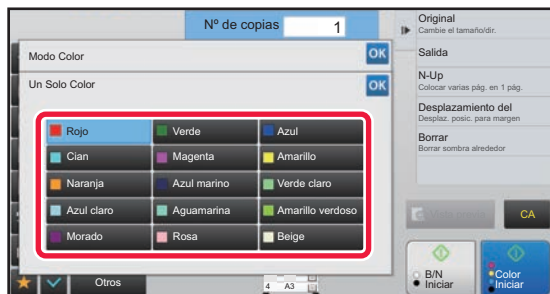 Nº de copias 1
Modo Color OK
Un Solo Color OK
Rojo Verde Azul
Cian Magenta Amarillo
Naranja Azul marino Verde claro
Azul claro Aguamarina Amarillo verdoso
Morado Rosa Beige
Otros
4 A3
Original
Cambie el tamaño/dir.
Salida
N-Up
Colocar varias pág. en 1 pág.
Desplazamiento del
Desplaz. posic. para margen
Borrar
Borrar sombra alrededor
CA
B/N
Iniciar
Color
Iniciar